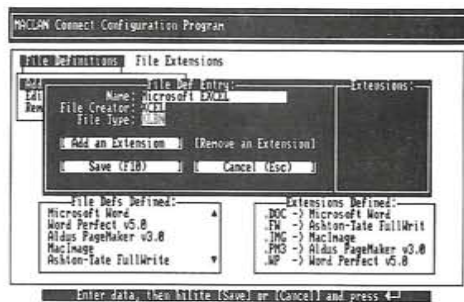 MACLAN Connect Configuration Program
File Definitions File Extensions
Add
Edi
Rem
File Def Entry:
Extensions:
Name: Microsoft EXCEL
File Creator: XCEL
File Type:
[ Add an Extension ] [Remove an Extension]
[ Save (F10) ] [ Cancel (Esc) ]
File Defs Defined:
Microsoft Word
Word Perfect v5.0
Aldus PageMaker v3.0
MacImage
Ashton-Tate FullWrite
Extensions Defined:
.DOC -> Microsoft Word
.FW -> Ashton-Tate FullWrit
.IMG -> MacImage
.PM3 -> Aldus PageMaker v3.0
.WP -> Word Perfect v5.0
Enter data, then hilite [Save] or [Cancel] and press